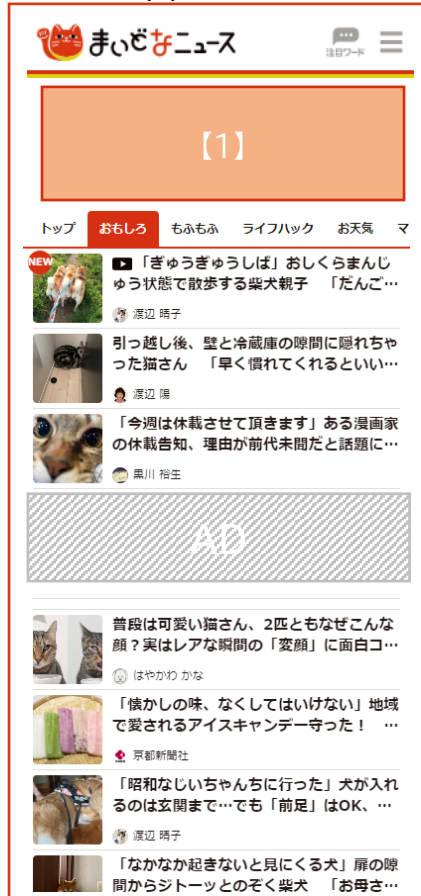 まいどなニュース
注目ワード
【1】
トップ おもしろ もふもふ ライフハック お天気 マ
NEW
「ぎゅうぎゅうしば」おしくらまんじ
ゅう状態で散歩する柴犬親子 「だんご…
渡辺 晴子
引っ越し後、壁と冷蔵庫の隙間に隠れちゃ
った猫さん 「早く慣れてくれるといい…
渡辺 陽
「今週は休載させて頂きます」ある漫画家
の休載告知、理由が前代未聞だと話題に…
黒川 裕生
AD
普段は可愛い猫さん、2匹ともなぜこんな
顔？実はレアな瞬間の「変顔」に面白コ…
はやかわ かな
「懐かしの味、なくしてはいけない」地域
で愛されるアイスキャンデー守った！ …
京都新聞社
「昭和なじいちゃんちに行った」犬が入れ
るのは玄関まで…でも「前足」はOK、…
渡辺 晴子
「なかなか起きないと見にくる犬」扉の隙
間からジトーッとのぞく柴犬 「お母さ…